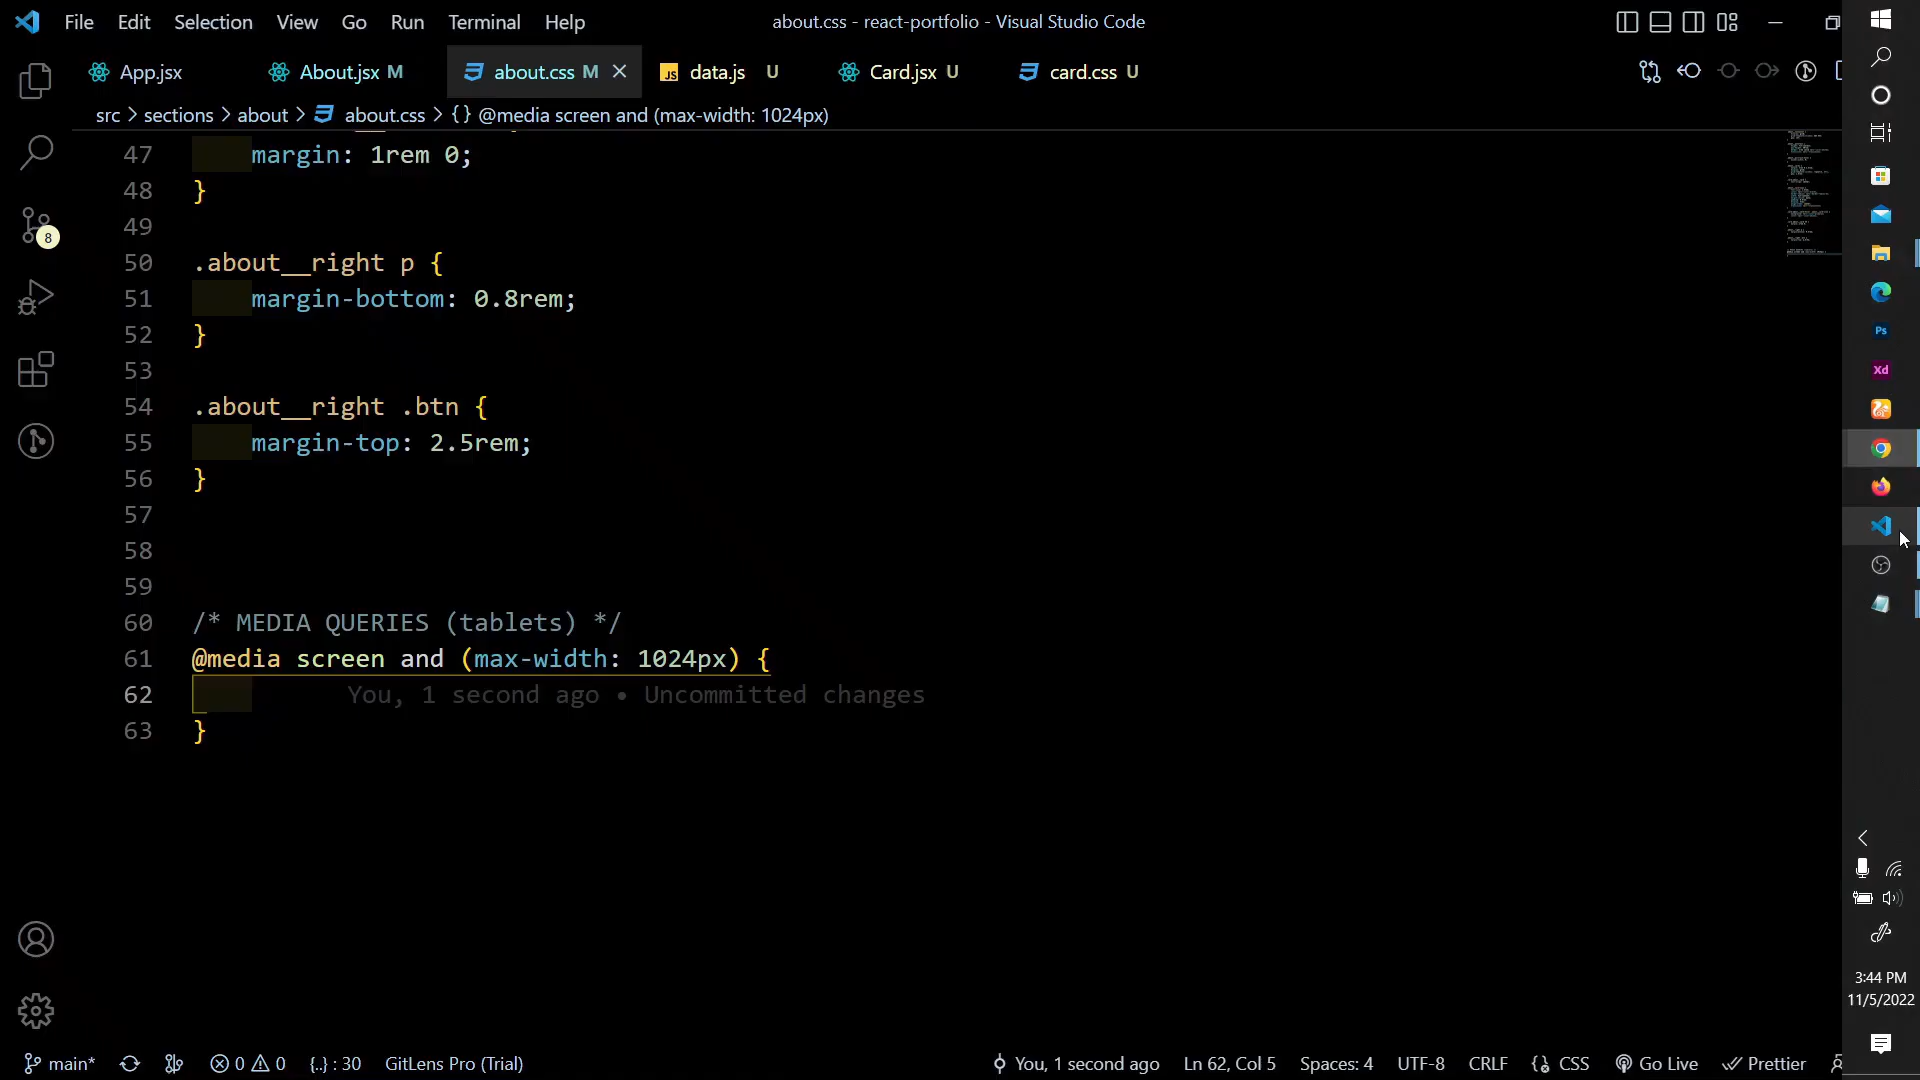 File Edit Selection View Go Run Terminal Help about.css - react-portfolio - Visual Studio Code
App.jsx About.jsx M about.css M data.js U Card.jsx U card.css U
src > sections > about > about.css > {} @media screen and (max-width: 1024px)
47 margin: 1rem 0;
48 }
49
50 .about__right p {
51 margin-bottom: 0.8rem;
52 }
53
54 .about__right .btn {
55 margin-top: 2.5rem;
56 }
57
58
59
60 /* MEDIA QUERIES (tablets) */
61 @media screen and (max-width: 1024px) {
62 You, 1 second ago • Uncommitted changes
63 }
8
JS
Ps
Xd
3:44 PM
11/5/2022
main* 0 0 {..} : 30 GitLens Pro (Trial) You, 1 second ago Ln 62, Col 5 Spaces: 4 UTF-8 CRLF CSS Go Live Prettier